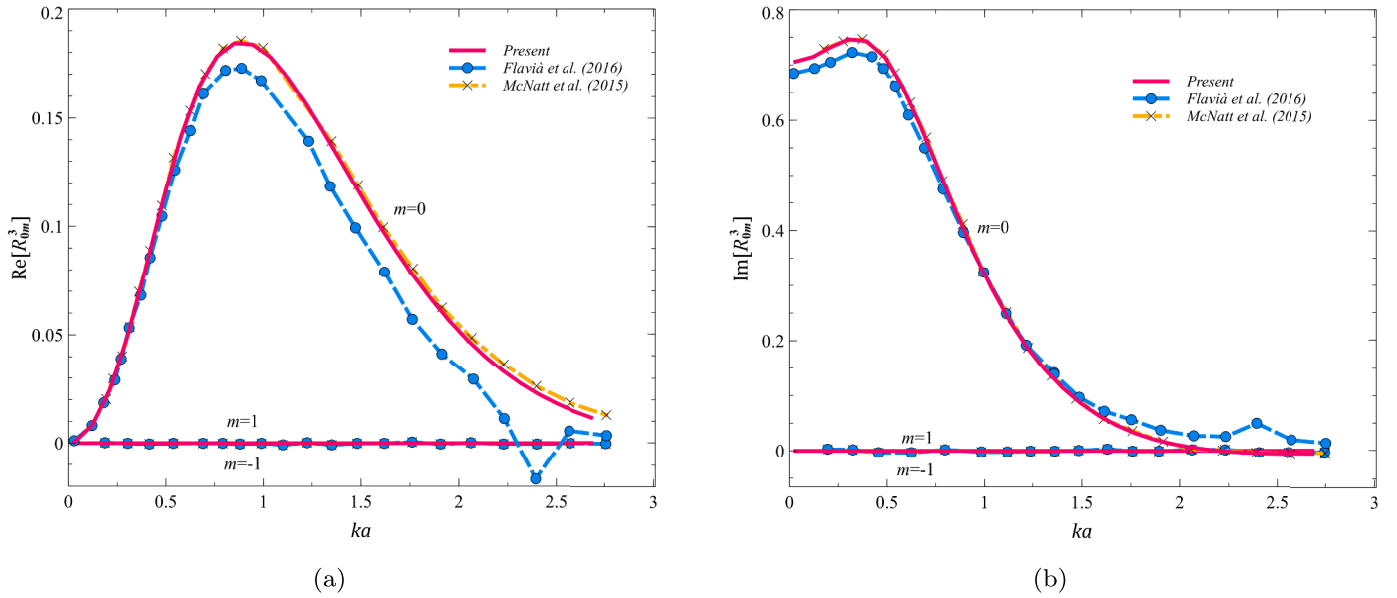 0.2
0.15
0.1
0.05
0
Re[R³₀ₘ]
Present
Flavià et cl. (2016)
McNatt et al. (2015)
m=0
m=1
m=-1
0 0.5 1 1.5 2 2.5 3
ka
(a)
0.8
0.6
0.4
0.2
0
Im[R³₀ₘ]
Present
Flavià et al. (20!6)
McNatt et al. (2015)
m=0
m=1
m=-1
0 0.5 1 1.5 2 2.5 3
ka
(b)